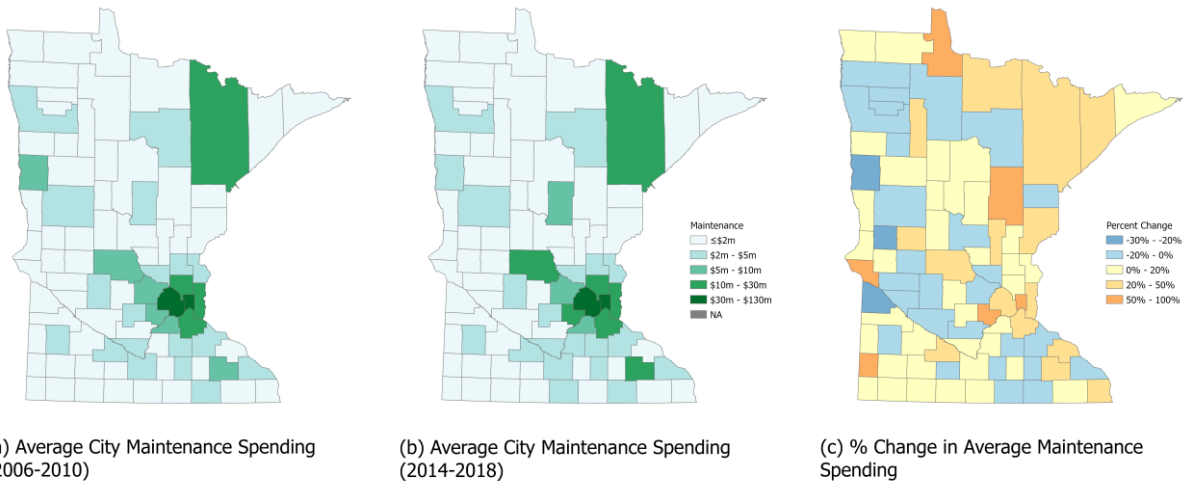 Maintenance
≤$2m
$2m - $5m
$5m - $10m
$10m - $30m
$30m - $130m
NA
Percent Change
-30% - -20%
-20% - 0%
0% - 20%
20% - 50%
50% - 100%
) Average City Maintenance Spending
2006-2010)
(b) Average City Maintenance Spending
(2014-2018)
(c) % Change in Average Maintenance
Spending